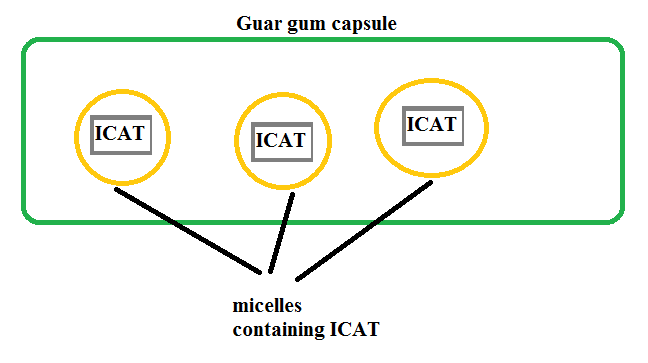 Guar gum capsule
ICAT
ICAT
ICAT
micelles
containing ICAT